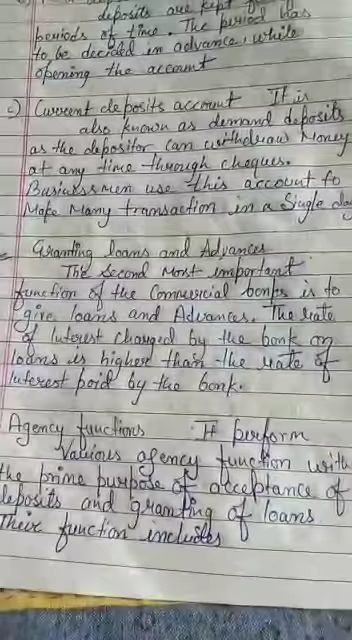 deposits are kept for
periods of time. The period has
to be decided in advance, while
opening the account
c) Current deposits account It is
also known as demand deposits
as the depositor can withdraw Money
at any time through cheques.
Businessmen use this account to
Make Many transaction in a Single day
Granting loans and Advances
The Second Most important
function of the Commercial banks is to
give loans and Advances. The rate
of Interest charged by the bank on
loans is higher than the rate of
interest paid by the bank.
Agency functions It perform
Various agency function with
the prime purpose of acceptance of
deposits and granting of loans
Their function includes